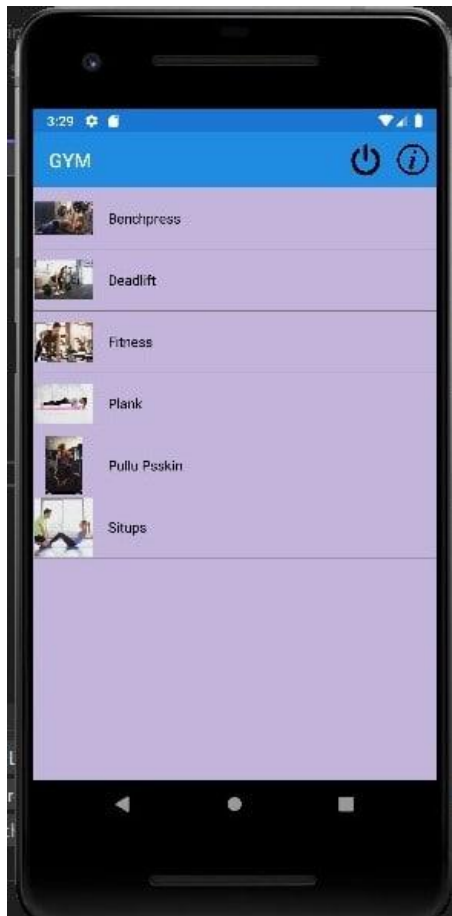 3:29
GYM
Benchpress
Deadlift
Fitness
Plank
Pullu Psskin
Situps